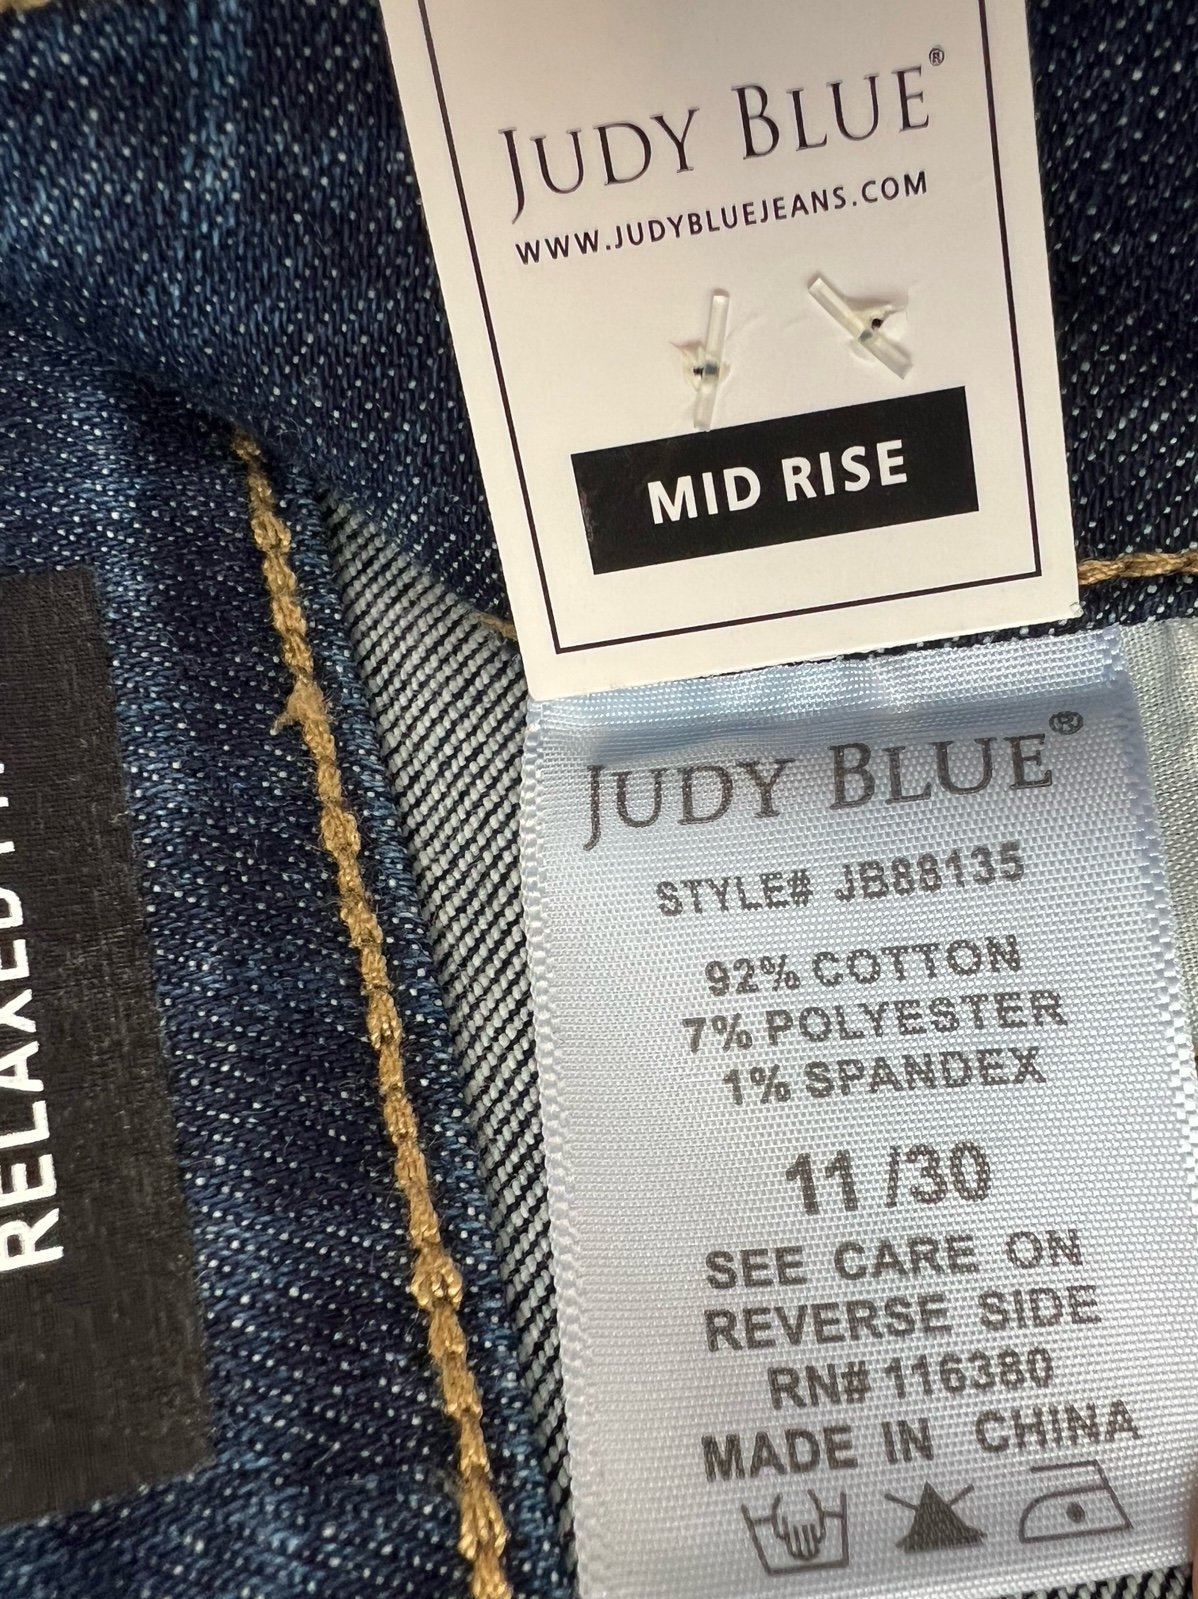 JUDY BLUE®
WWW.JUDYBLUEJEANS.COM
MID RISE
RELAXED
JUDY BLUE®
STYLE# JB88135
92% COTTON
7% POLYESTER
1% SPANDEX
11 /30
SEE CARE ON
REVERSE SIDE
RN# 116380
MADE IN CHINA